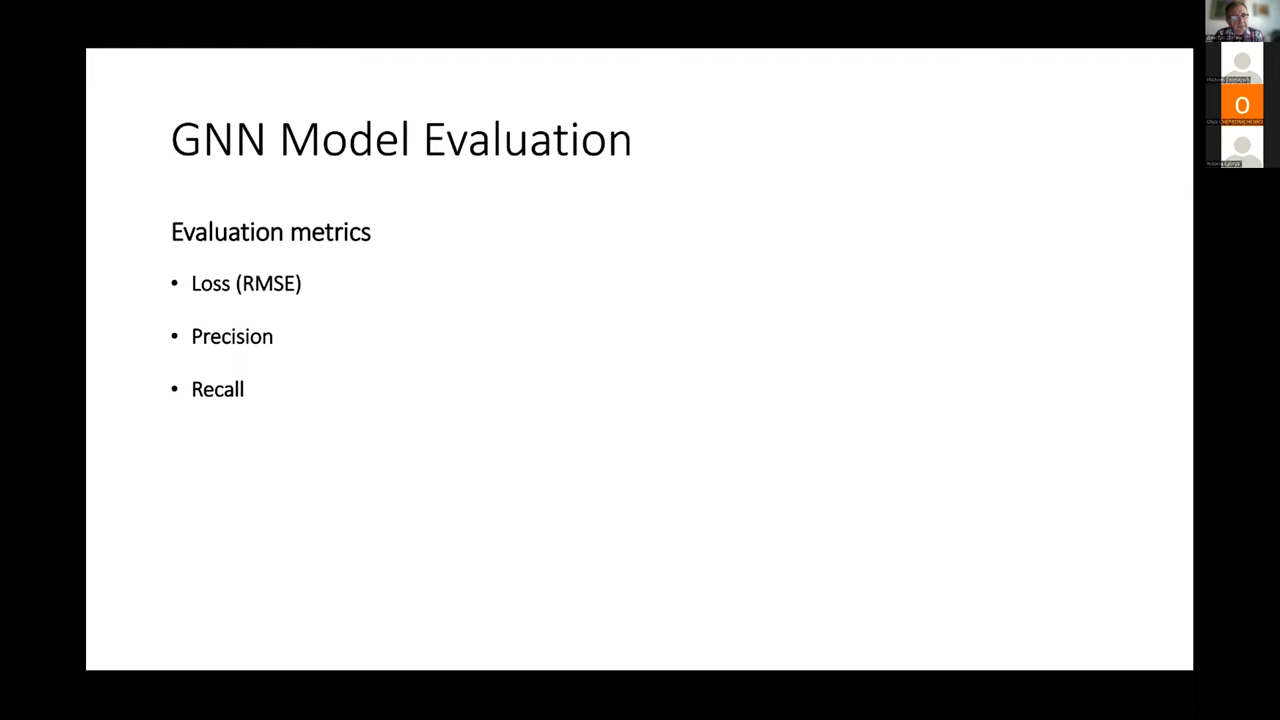 GNN Model Evaluation
Evaluation metrics
• Loss (RMSE)
• Precision
• Recall
O